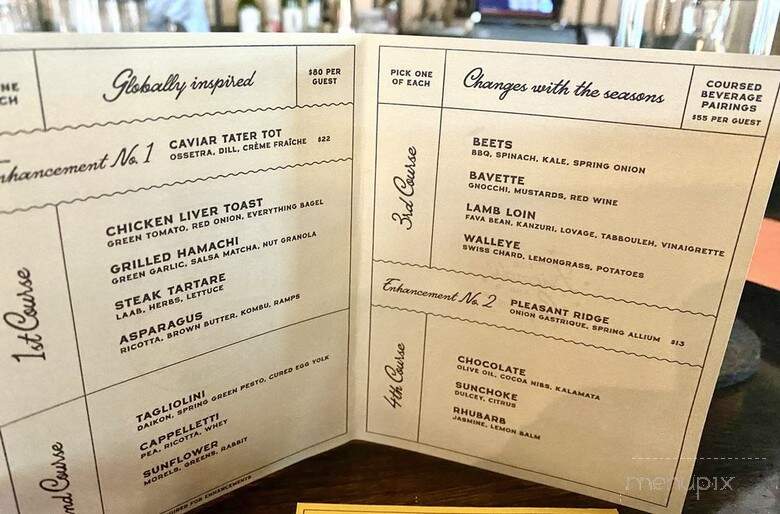 Globally inspired
$80 PER
GUEST
Enhancement No. 1
CAVIAR TATER TOT
OSSETRA, DILL, CRÈME FRAÎCHE $22
1st Course
CHICKEN LIVER TOAST
GREEN TOMATO, RED ONION, EVERYTHING BAGEL
GRILLED HAMACHI
GREEN GARLIC, SALSA MATCHA, NUT GRANOLA
STEAK TARTARE
LAAB, HERBS, LETTUCE
ASPARAGUS
RICOTTA, BROWN BUTTER, KOMBU, RAMPS
Course
TAGLIOLINI
DAIKON, SPRING GREEN PESTO, CURED EGG YOLK
CAPPELLETTI
PEA, RICOTTA, WHEY
SUNFLOWER
MORELS, GREENS, RABBIT
FOR ENHANCEMENTS
PICK ONE
OF EACH
Changes with the seasons
COURSED
BEVERAGE
PAIRINGS
$55 PER GUEST
3rd Course
BEETS
BBQ, SPINACH, KALE, SPRING ONION
BAVETTE
GNOCCHI, MUSTARDS, RED WINE
LAMB LOIN
FAVA BEAN, KANZURI, LOVAGE, TABBOULEH, VINAIGRETTE
WALLEYE
SWISS CHARD, LEMONGRASS, POTATOES
Enhancement No. 2
PLEASANT RIDGE
ONION GASTRIQUE, SPRING ALLIUM $13
4th Course
CHOCOLATE
OLIVE OIL, COCOA NIBS, KALAMATA
SUNCHOKE
DULCEY, CITRUS
RHUBARB
JASMINE, LEMON BALM
menupix